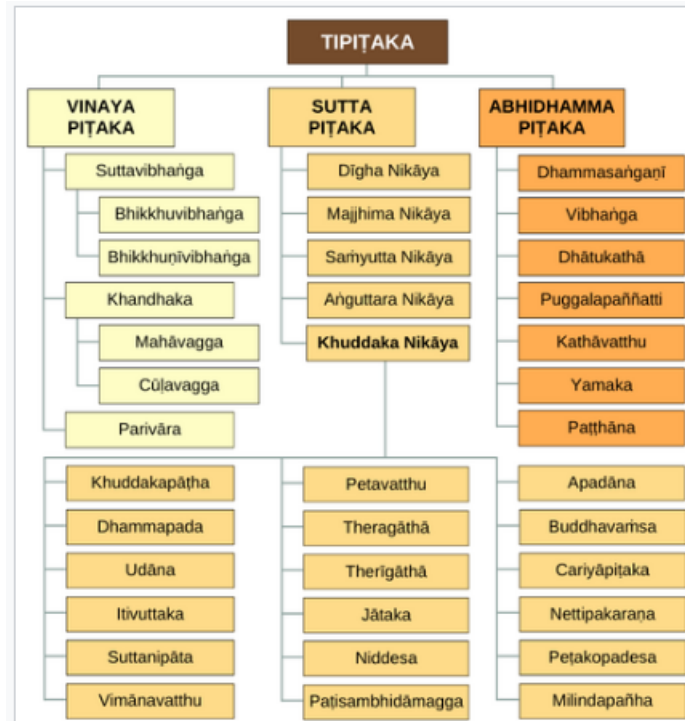 TIPIṬAKA
VINAYA
PIṬAKA
SUTTA
PIṬAKA
ABHIDHAMMA
PIṬAKA
Suttavibhaṅga
Bhikkhuvibhaṅga
Bhikkhuṇīvibhaṅga
Khandhaka
Mahāvagga
Cūḷavagga
Parivāra
Dīgha Nikāya
Majjhima Nikāya
Saṁyutta Nikāya
Aṅguttara Nikāya
Khuddaka Nikāya
Dhammasaṅgaṇī
Vibhaṅga
Dhātukathā
Puggalapaññatti
Kathāvatthu
Yamaka
Paṭṭhāna
Khuddakapāṭha
Dhammapada
Udāna
Itivuttaka
Suttanipāta
Vimānavatthu
Petavatthu
Theragāthā
Therīgāthā
Jātaka
Niddesa
Paṭisambhidāmagga
Apadāna
Buddhavaṁsa
Cariyāpiṭaka
Nettipakaraṇa
Peṭakopadesa
Milindapañha